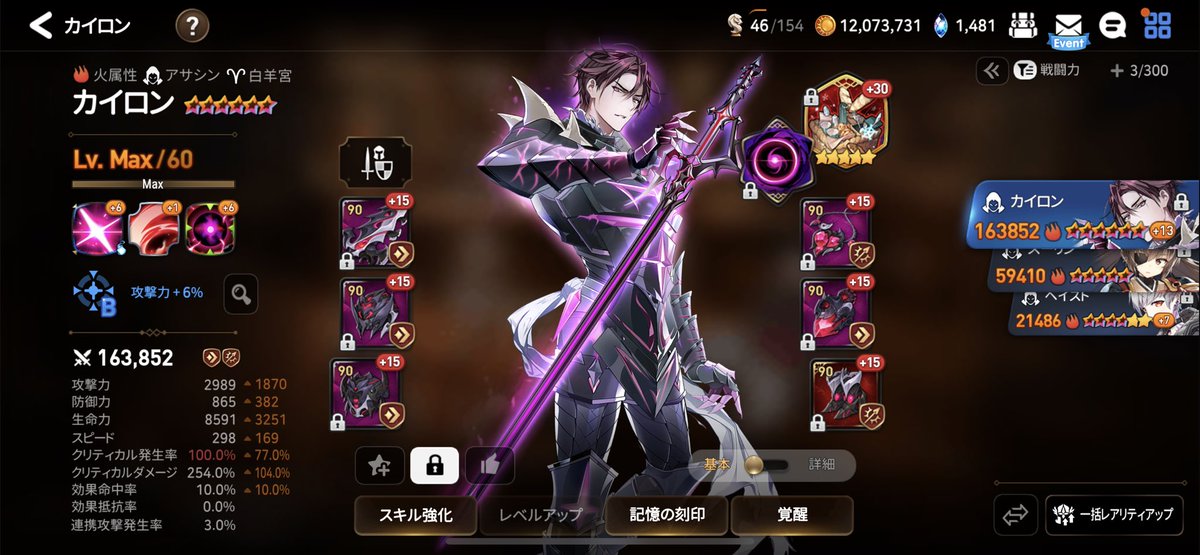 カイロン
?
46/154
12,073,731
1,481
Event
火属性 アサシン 白羊宮
カイロン
Lv. Max/60
Max
+6
+1
+6
B
攻撃力+6%
163,852
攻撃力 2989 1870
防御力 865 382
生命力 8591 3251
スピード 298 169
クリティカル発生率 100.0% 77.0%
クリティカルダメージ 254.0% 104.0%
効果命中率 10.0% 10.0%
効果抵抗率 0.0%
連携攻撃発生率 3.0%
90 +15
90 +15
90 +15
+30
90 +15
90 +15
90 +15
基本 詳細
スキル強化
レベルアップ
記憶の刻印
覚醒
戦闘力
3/300
カイロン
163852
+13
59410
ヘイスト
21486
+7
一括レアリティアップ